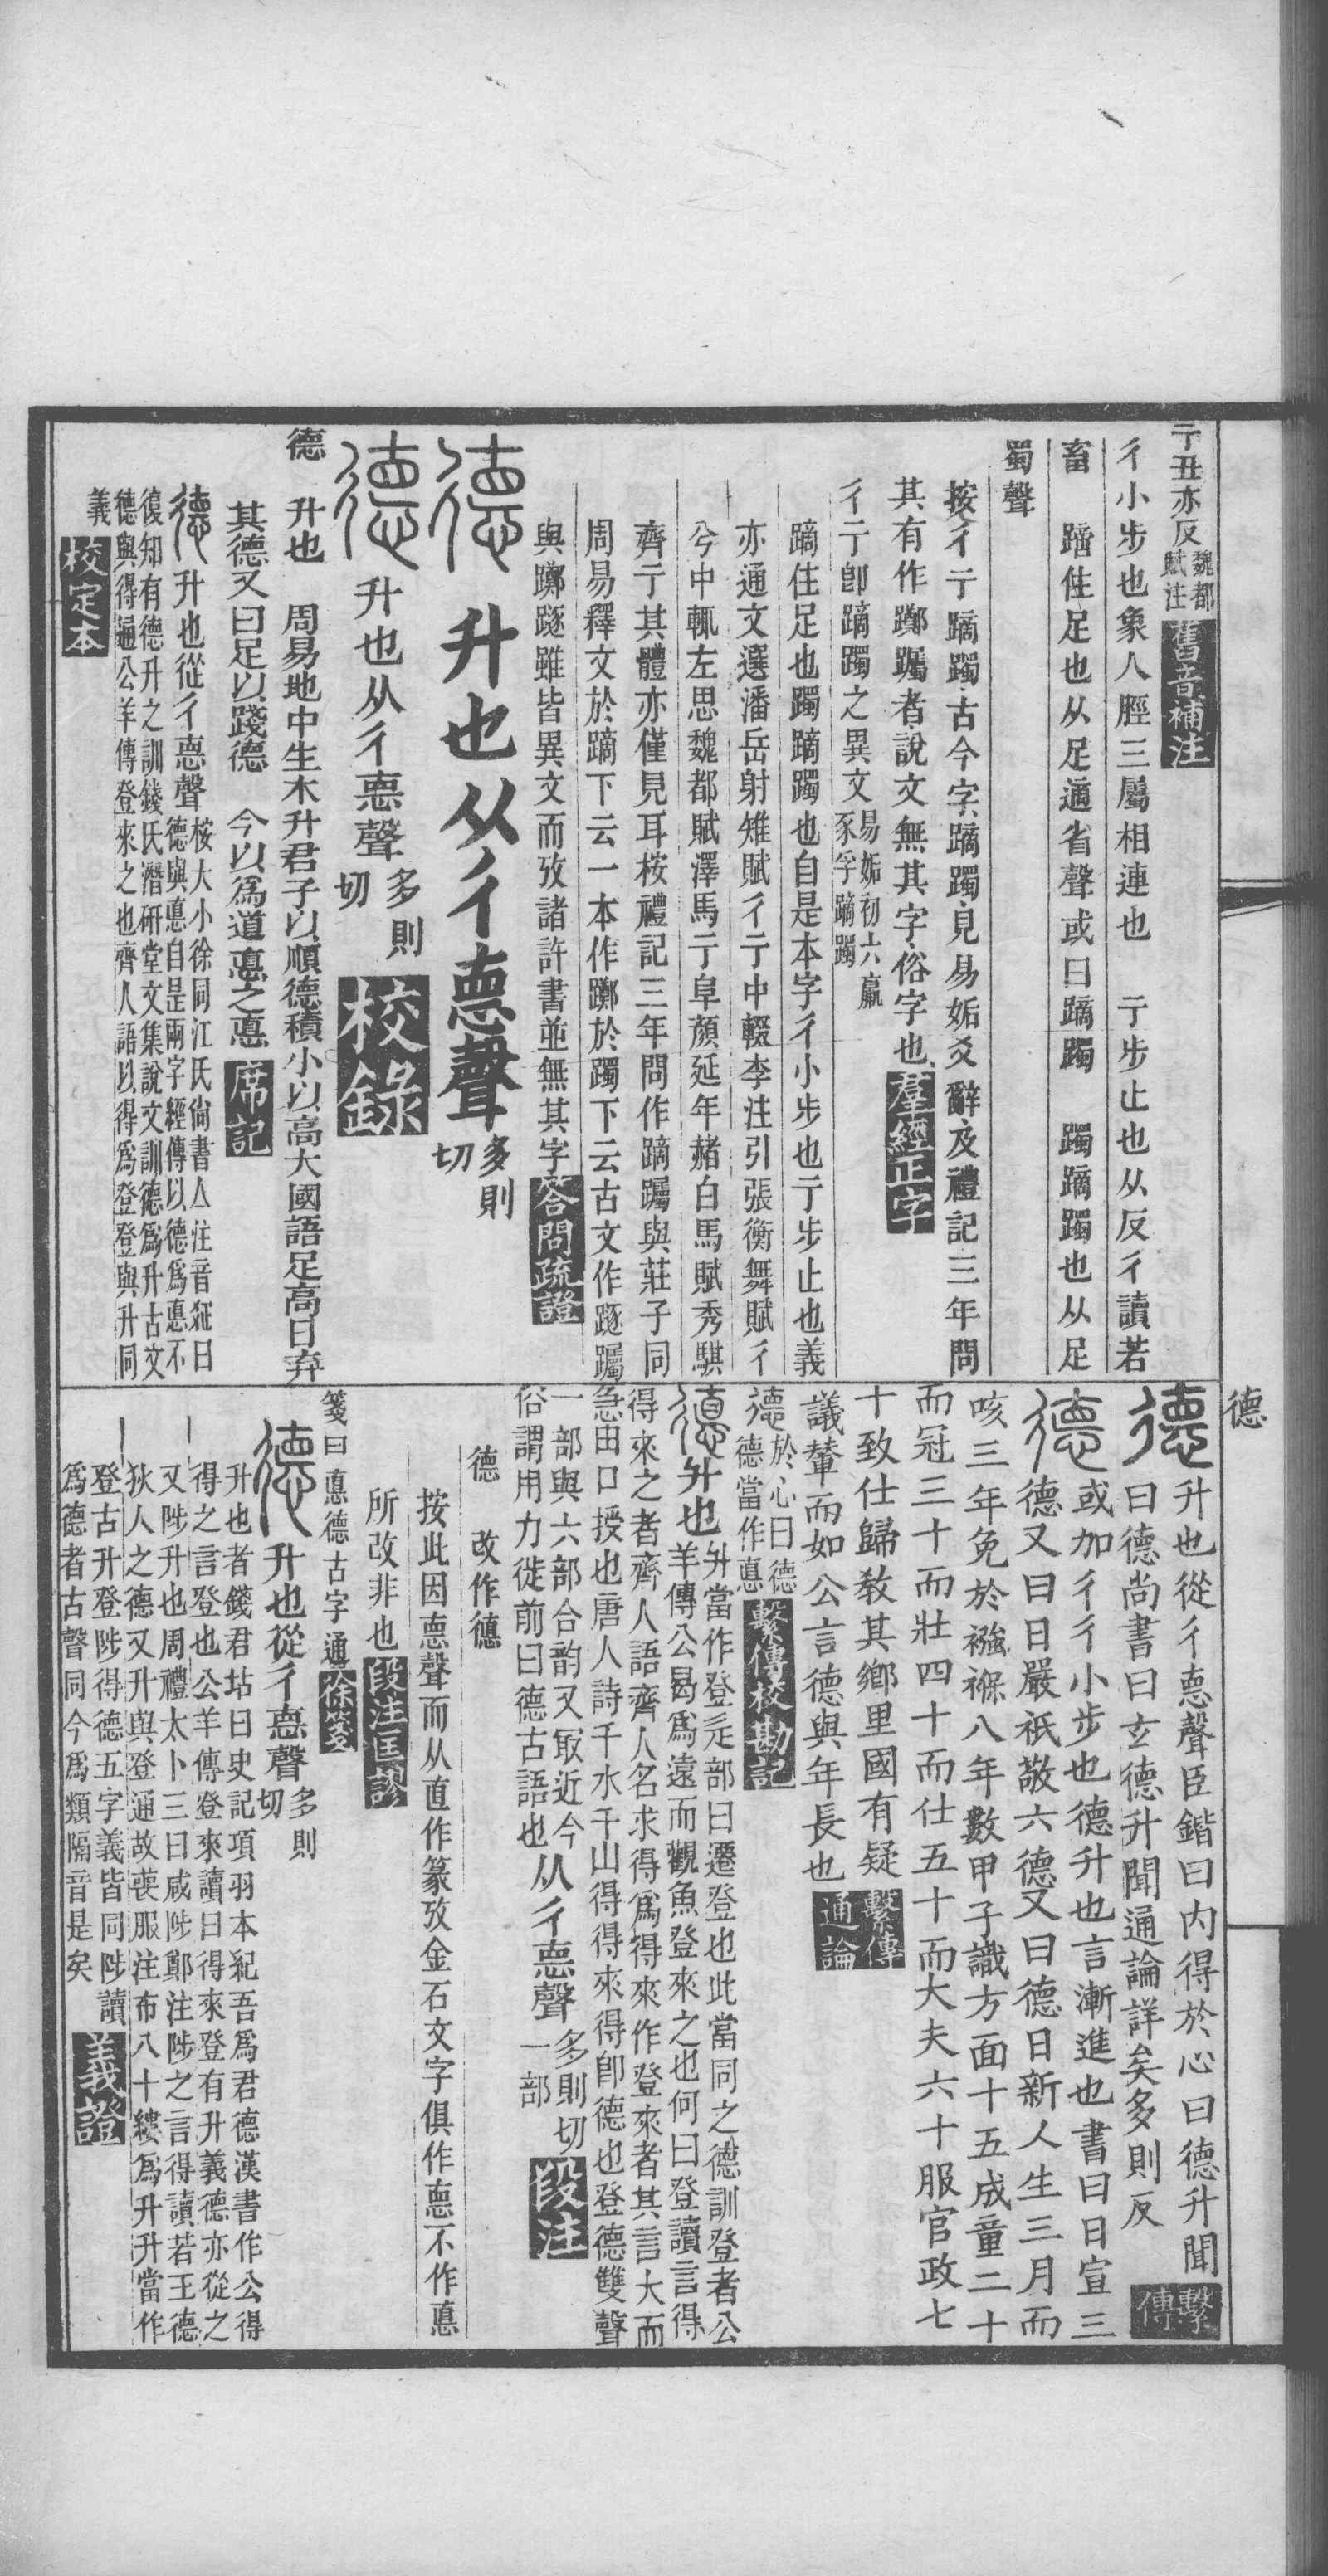 亍丑亦反魏都賦注舊音補注
彳小步也象人脛三屬相連也　亍步止也从反彳讀若
畜　蹢住足也从足適省聲或曰蹢躅　躅蹢躅也从足
蜀聲
按彳亍蹢躅古今字蹢躅見易姤爻辭及禮記三年問
其有作躑躅者說文無其字俗字也羣經正字
彳亍卽蹢躅之異文易姤初六羸豕孚蹢躅
蹢住足也躅蹢躅也自是本字彳小步也亍步止也義
亦通文選潘岳射雉賦彳亍中輟李注引張衡舞賦彳
兮中輒左思魏都賦澤馬亍阜顏延年赭白馬賦秀騏
齊亍其體亦僅見耳桉禮記三年問作蹢躅與莊子同
周易釋文於蹢下云一本作躑於躅下云古文作䠱躅
與躑䠱雖皆異文而攷諸許書並無其字答問疏證
德　升也从彳悳聲多則切
德　升也从彳悳聲多則切校錄
德　升也　周易地中生木升君子以順德積小以高大國語足高日弃
其德又曰足以踐德　今以爲道悳之悳席記
德升也從彳悳聲桉大小徐同江氏尙書亼注音疏曰
德與悳自是兩字經傳以德爲悳不
復知有德升之訓錢氏潛硏堂文集說文訓德爲升古文
德與得通公羊傳登來之也齊人語以得爲登登與升同
義校定本
德
德升也從彳悳聲臣鍇曰內得於心曰德升聞
曰德尚書曰玄德升聞通論詳矣多則反繫傳
或加彳彳小步也德升也言漸進也書曰日宣三
德又曰日嚴祇敬六德又曰德日新人生三月而
咳三年免於襁褓八年數甲子識方面十五成童二十
而冠三十而壯四十而仕五十而大夫六十服官政七
十致仕歸敎其鄉里國有疑
議輦而如公言德與年長也繫傳通論
德於心曰德德當作悳繫傳校勘記
德升也升當作登辵部曰遷登也此當同之德訓登者公
羊傳公曷爲遠而觀魚登來之也何曰登讀言得
得來之者齊人語齊人名求得爲得來作登來者其言大而
急由口授也唐人詩千水千山得得來得卽德也登德雙聲
一部與六部合韵又㝡近今
俗謂用力徙前曰德古語也从彳悳聲多則切一部段注
德　改作德
按此因悳聲而从直作篆攷金石文字俱作悳不作悳
所改非也段注匡謬
箋曰悳德古字通徐箋
德升也從彳悳聲多則切
升也者錢君坫曰史記項羽本紀吾爲君德漢書作公得
得之言登也公羊傳登來讀曰得來登有升義德亦從之
又陟升也周禮太卜三曰咸陟鄭注陟之言得讀若王德
狄人之德又升與登通故喪服注布八十縷爲升升當作
登古升登陟得德五字義皆同陟讀
爲德者古聲同今爲類隔音是矣義證